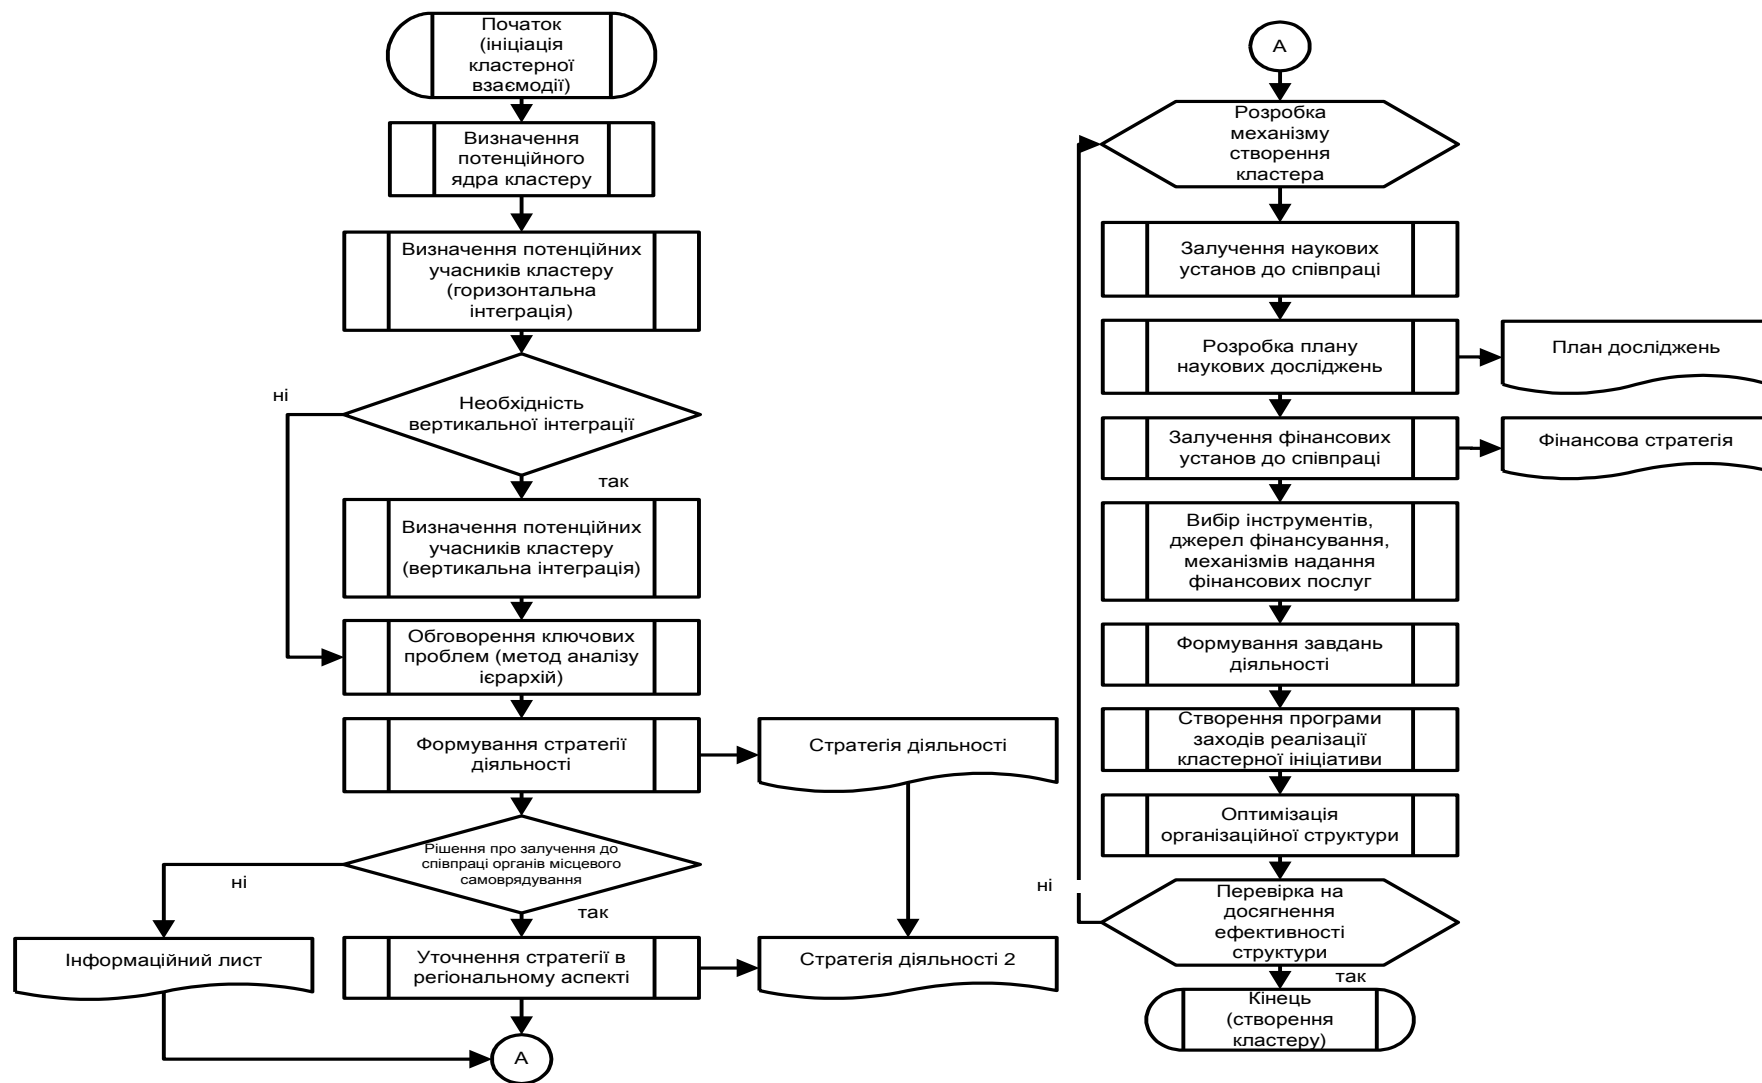 Початок
(ініціація
кластерної
взаємодії)
Визначення
потенційного
ядра кластеру
Визначення потенційних
учасників кластеру
(горизонтальна
інтеграція)
ні
Необхідність
вертикальної інтеграції
так
Визначення потенційних
учасників кластеру
(вертикальна інтеграція)
Обговорення ключових
проблем (метод аналізу
ієрархій)
Формування стратегії
діяльності
Стратегія діяльності
Рішення про залучення до
співпраці органів місцевого
самоврядування
ні
так
Інформаційний лист
Уточнення стратегії в
регіональному аспекті
Стратегія діяльності 2
А
А
Розробка
механізму
створення
кластера
Залучення наукових
установ до співпраці
Розробка плану
наукових досліджень
План досліджень
Залучення фінансових
установ до співпраці
Фінансова стратегія
Вибір інструментів,
джерел фінансування,
механізмів надання
фінансових послуг
Формування завдань
діяльності
Створення програми
заходів реалізації
кластерної ініціативи
Оптимізація
організаційної структури
ні
Перевірка на
досягнення
ефективності
структури
так
Кінець
(створення
кластеру)